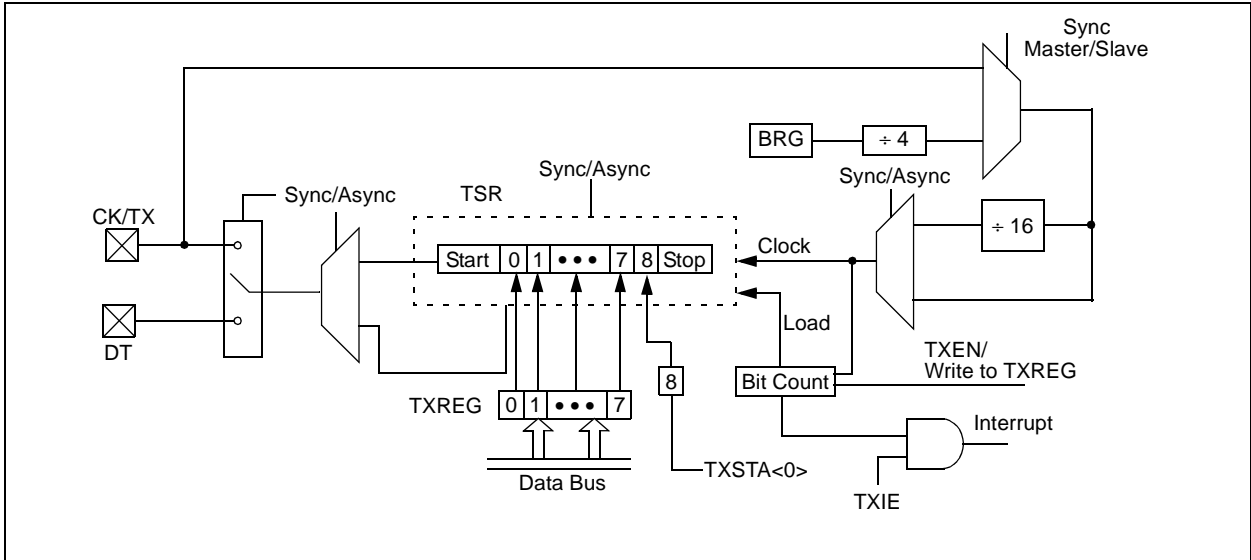 Sync
Master/Slave
BRG
÷ 4
Sync/Async
TSR
Sync/Async
Sync/Async
CK/TX
÷ 16
Start 0 1 ••• 7 8 Stop
Clock
Load
DT
TXEN/
Write to TXREG
8
Bit Count
TXREG 0 1 ••• 7
Interrupt
TXSTA<0>
Data Bus
TXIE